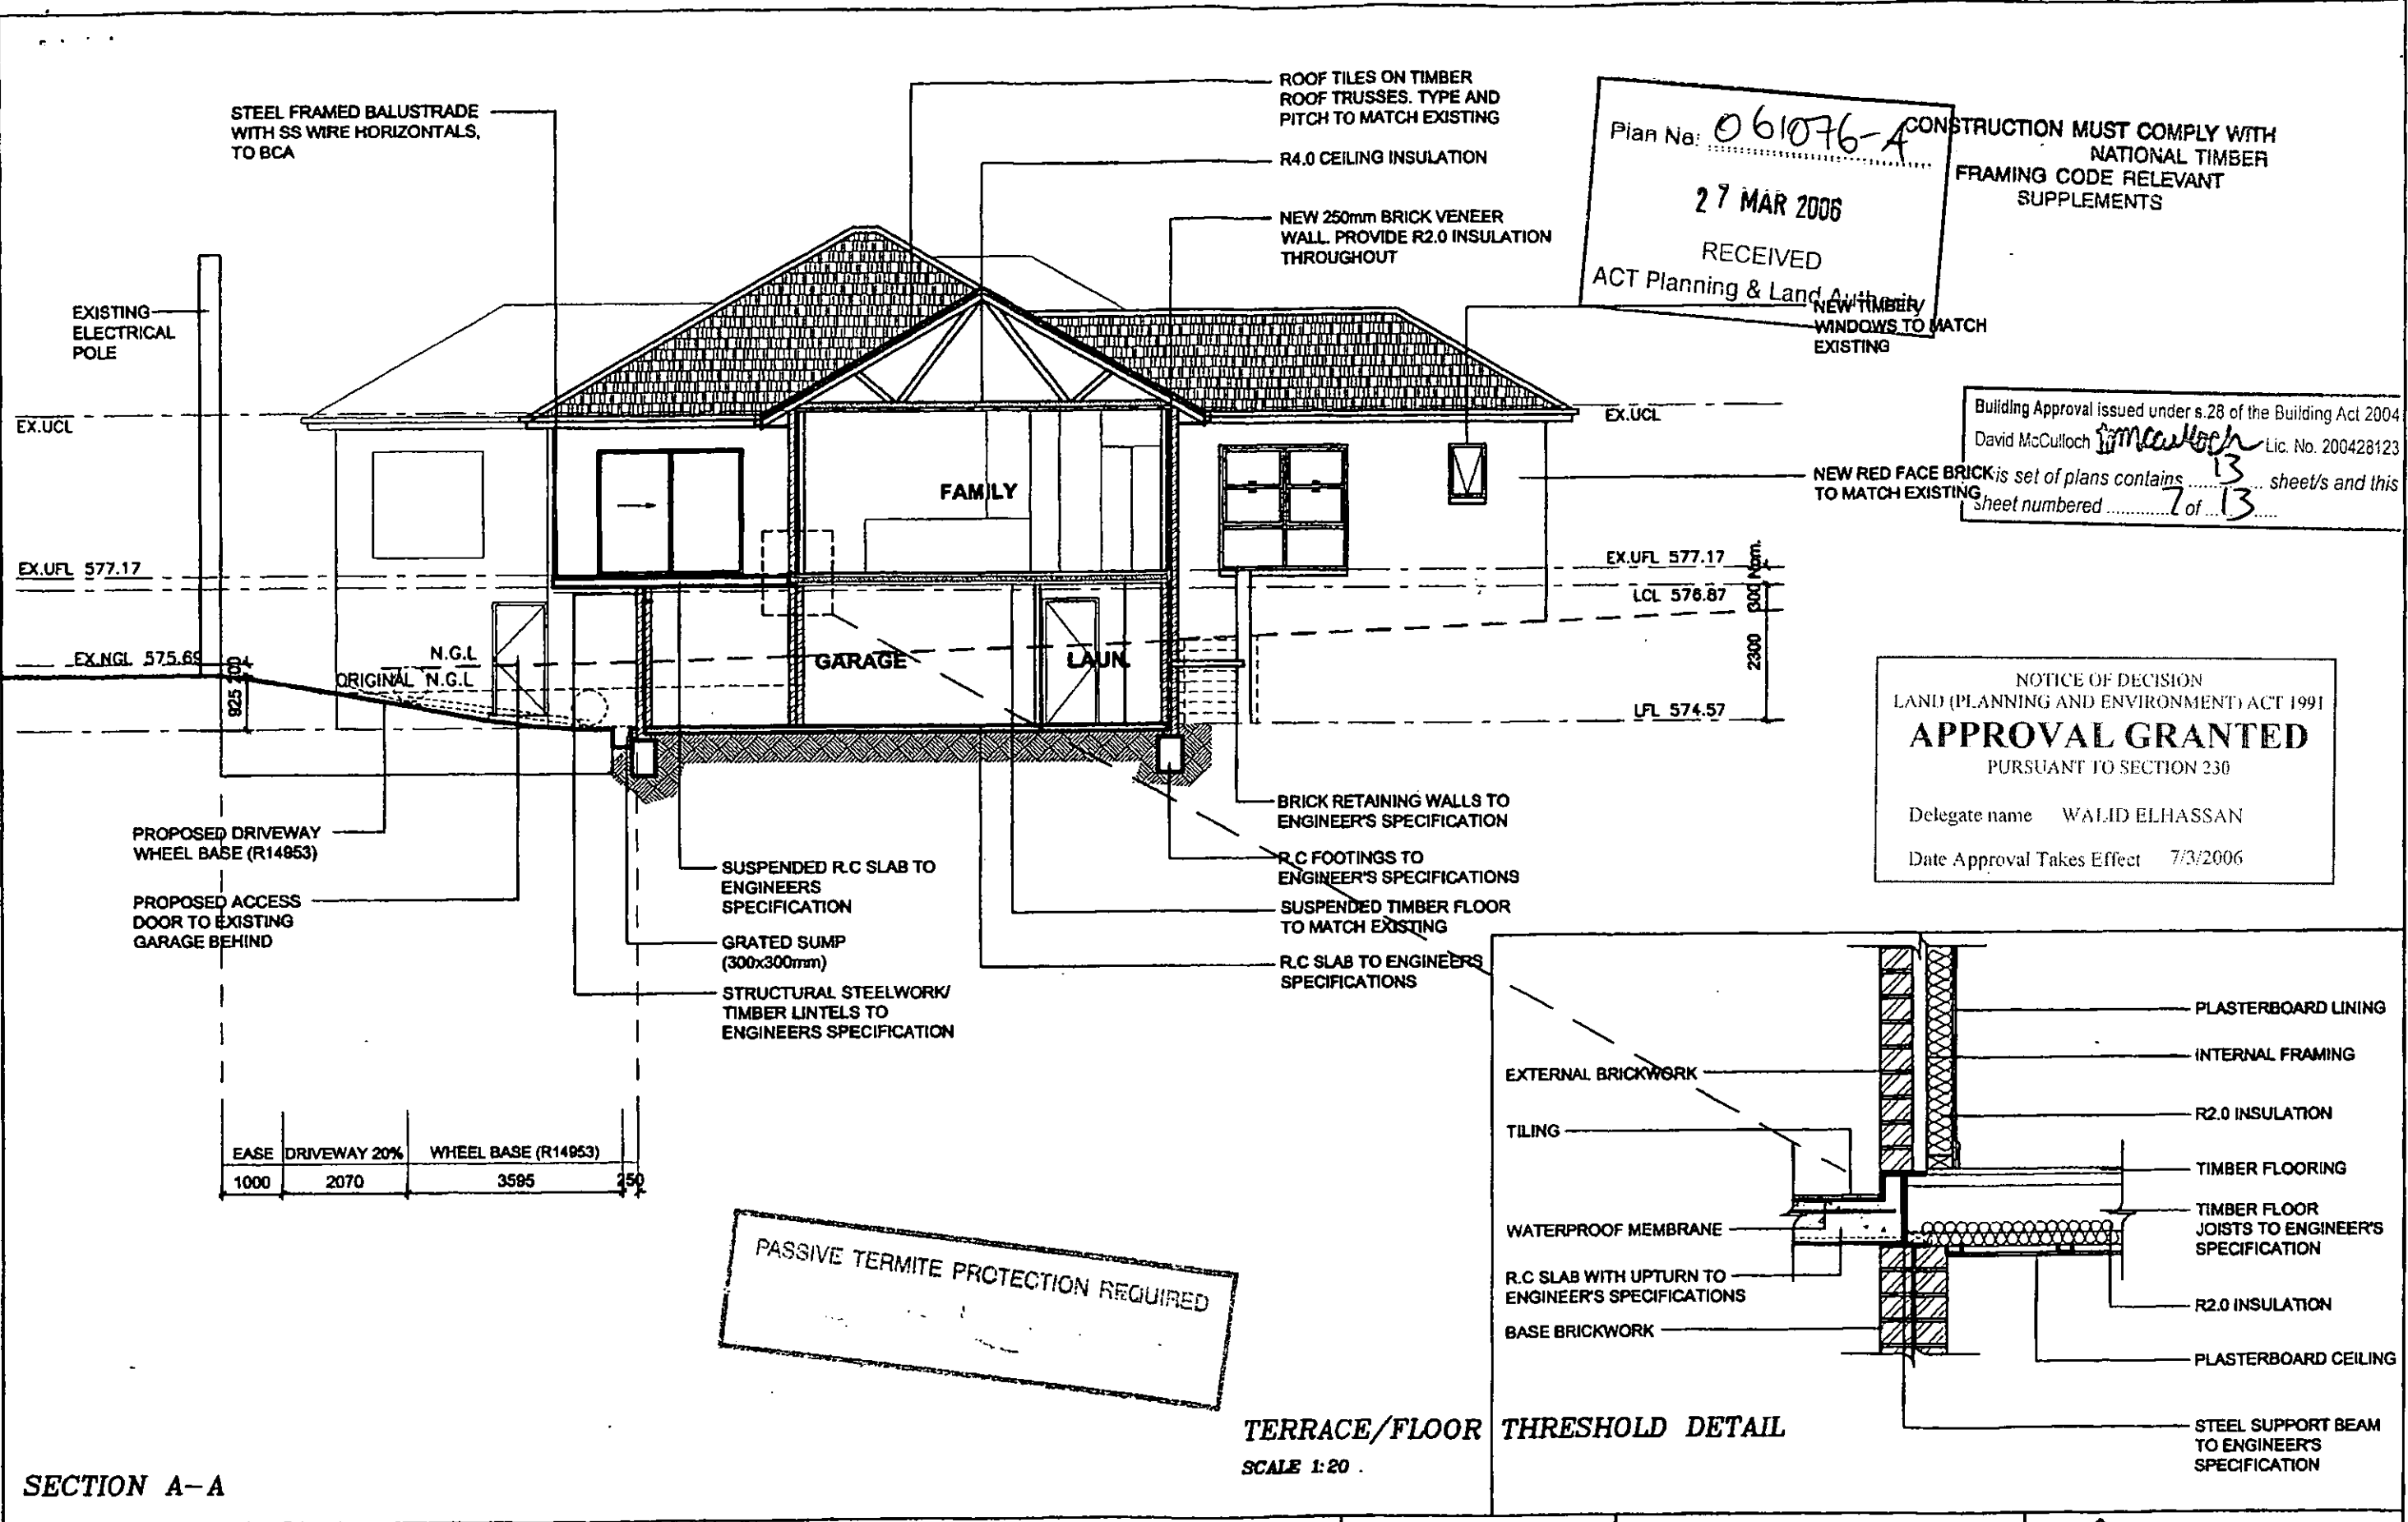 STEEL FRAMED BALUSTRADE
WITH SS WIRE HORIZONTALS,
TO BCA
ROOF TILES ON TIMBER
ROOF TRUSSES. TYPE AND
PITCH TO MATCH EXISTING
R4.0 CEILING INSULATION
NEW 250mm BRICK VENEER
WALL. PROVIDE R2.0 INSULATION
THROUGHOUT
Plan No: 061076-A
27 MAR 2006
RECEIVED
ACT Planning & Land Authority
CONSTRUCTION MUST COMPLY WITH
NATIONAL TIMBER
FRAMING CODE RELEVANT
SUPPLEMENTS
NEW TIMBER
WINDOWS TO MATCH
EXISTING
EXISTING
ELECTRICAL
POLE
EX.UCL
EX.UCL
Building Approval issued under s.28 of the Building Act 2004
David McCulloch Lic. No. 200428123
is set of plans contains 13 sheet/s and this
sheet numbered 7 of 13
NEW RED FACE BRICK
TO MATCH EXISTING
FAMILY
EX.UFL 577.17
EX.UFL 577.17
LCL 576.87
300 Nom.
2300
EX.NGL 575.69
N.G.L
ORIGINAL N.G.L
100
825
GARAGE
LAUN.
LFL 574.57
NOTICE OF DECISION
LAND (PLANNING AND ENVIRONMENT) ACT 1991
APPROVAL GRANTED
PURSUANT TO SECTION 230
Delegate name WALID ELHASSAN
Date Approval Takes Effect 7/3/2006
PROPOSED DRIVEWAY
WHEEL BASE (R14953)
PROPOSED ACCESS
DOOR TO EXISTING
GARAGE BEHIND
SUSPENDED R.C SLAB TO
ENGINEERS
SPECIFICATION
GRATED SUMP
(300x300mm)
STRUCTURAL STEELWORK/
TIMBER LINTELS TO
ENGINEERS SPECIFICATION
BRICK RETAINING WALLS TO
ENGINEER'S SPECIFICATION
R.C FOOTINGS TO
ENGINEER'S SPECIFICATIONS
SUSPENDED TIMBER FLOOR
TO MATCH EXISTING
R.C SLAB TO ENGINEERS
SPECIFICATIONS
EASE DRIVEWAY 20% WHEEL BASE (R14953)
1000 2070 3595 250
PASSIVE TERMITE PROTECTION REQUIRED
EXTERNAL BRICKWORK
TILING
WATERPROOF MEMBRANE
R.C SLAB WITH UPTURN TO
ENGINEER'S SPECIFICATIONS
BASE BRICKWORK
PLASTERBOARD LINING
INTERNAL FRAMING
R2.0 INSULATION
TIMBER FLOORING
TIMBER FLOOR
JOISTS TO ENGINEER'S
SPECIFICATION
R2.0 INSULATION
PLASTERBOARD CEILING
STEEL SUPPORT BEAM
TO ENGINEER'S
SPECIFICATION
TERRACE/FLOOR THRESHOLD DETAIL
SCALE 1:20
SECTION A-A